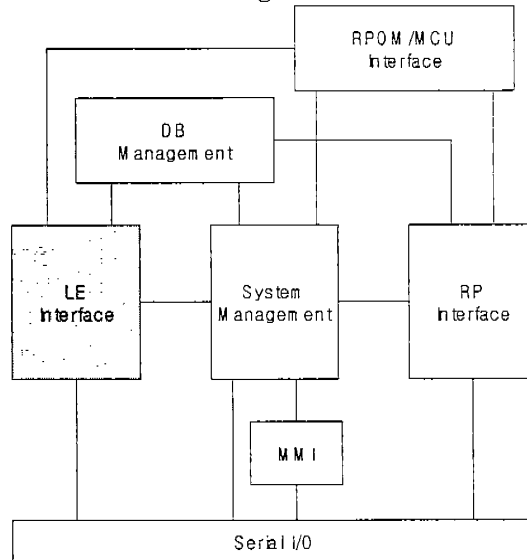 RPOM/MCU
Interface
DB
Management
LE
Interface
System
Management
RP
Interface
MMI
Serial I/O